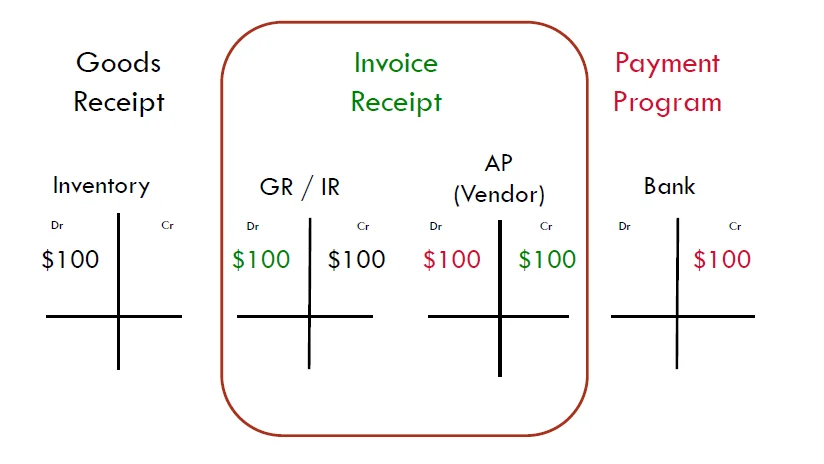 Goods
Receipt
Invoice
Receipt
Payment
Program
Inventory
GR / IR
AP
(Vendor)
Bank
Dr Cr Dr Cr Dr Cr Dr Cr
$100 $100 $100 $100 $100 $100